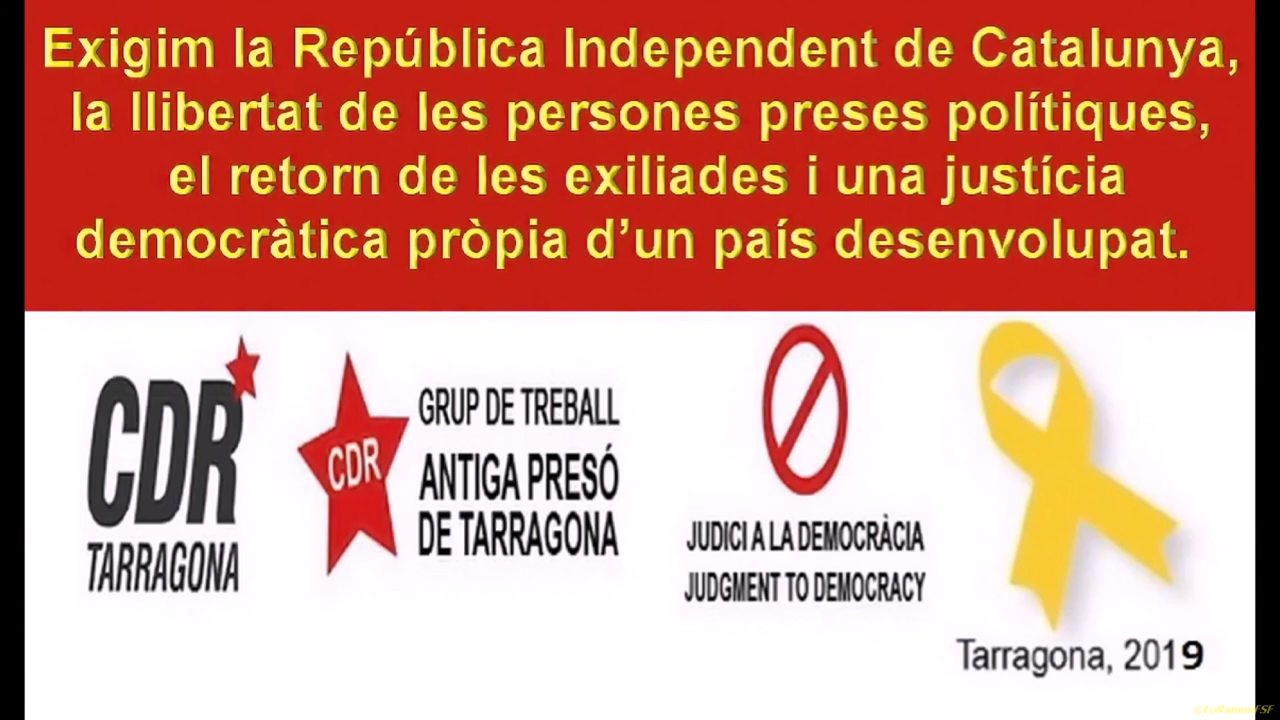 Exigim la República Independent de Catalunya,
la llibertat de les persones preses polítiques,
el retorn de les exiliades i una justícia
democràtica pròpia d’un país desenvolupat.
CDR
TARRAGONA
CDR
GRUP DE TREBALL
ANTIGA PRESÓ
DE TARRAGONA
JUDICI A LA DEMOCRÀCIA
JUDGMENT TO DEMOCRACY
Tarragona, 2019